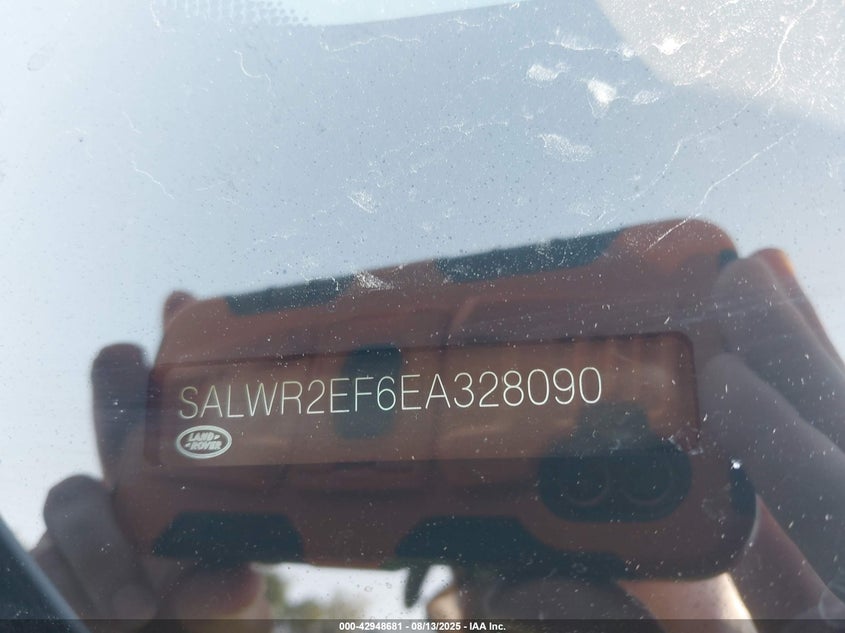 SALWR2EF6EA328090
LAND-
-ROVER
000-42948681 - 08/13/2025 - IAA Inc.